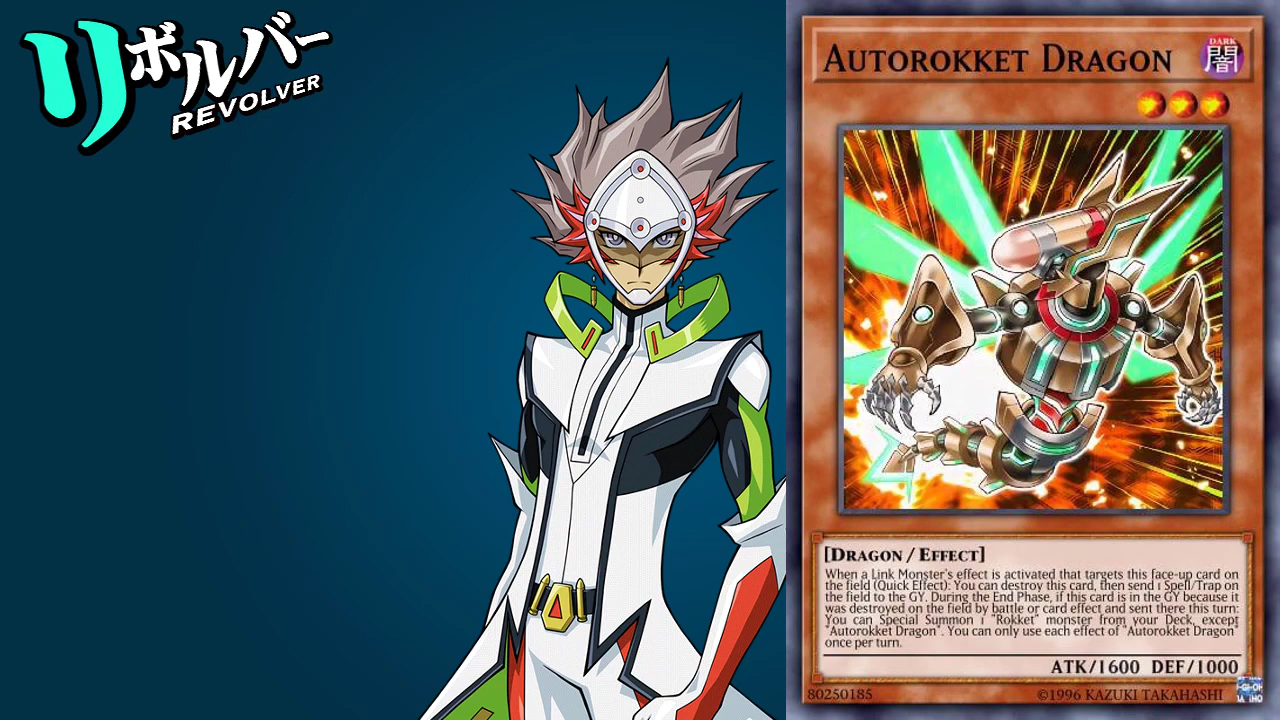 リボルバー
REVOLVER
AUTOROKKET DRAGON
DARK
闇
[DRAGON / EFFECT]
When a Link Monster's effect is activated that targets this face-up card on
the field (Quick Effect): You can destroy this card, then send 1 Spell/Trap on
the field to the GY. During the End Phase, if this card is in the GY because it
was destroyed on the field by battle or card effect and sent there this turn:
You can Special Summon 1 "Rokket" monster from your Deck, except
"Autorokket Dragon". You can only use each effect of "Autorokket Dragon"
once per turn.
ATK/1600 DEF/1000
80250185
©1996 KAZUKI TAKAHASHI